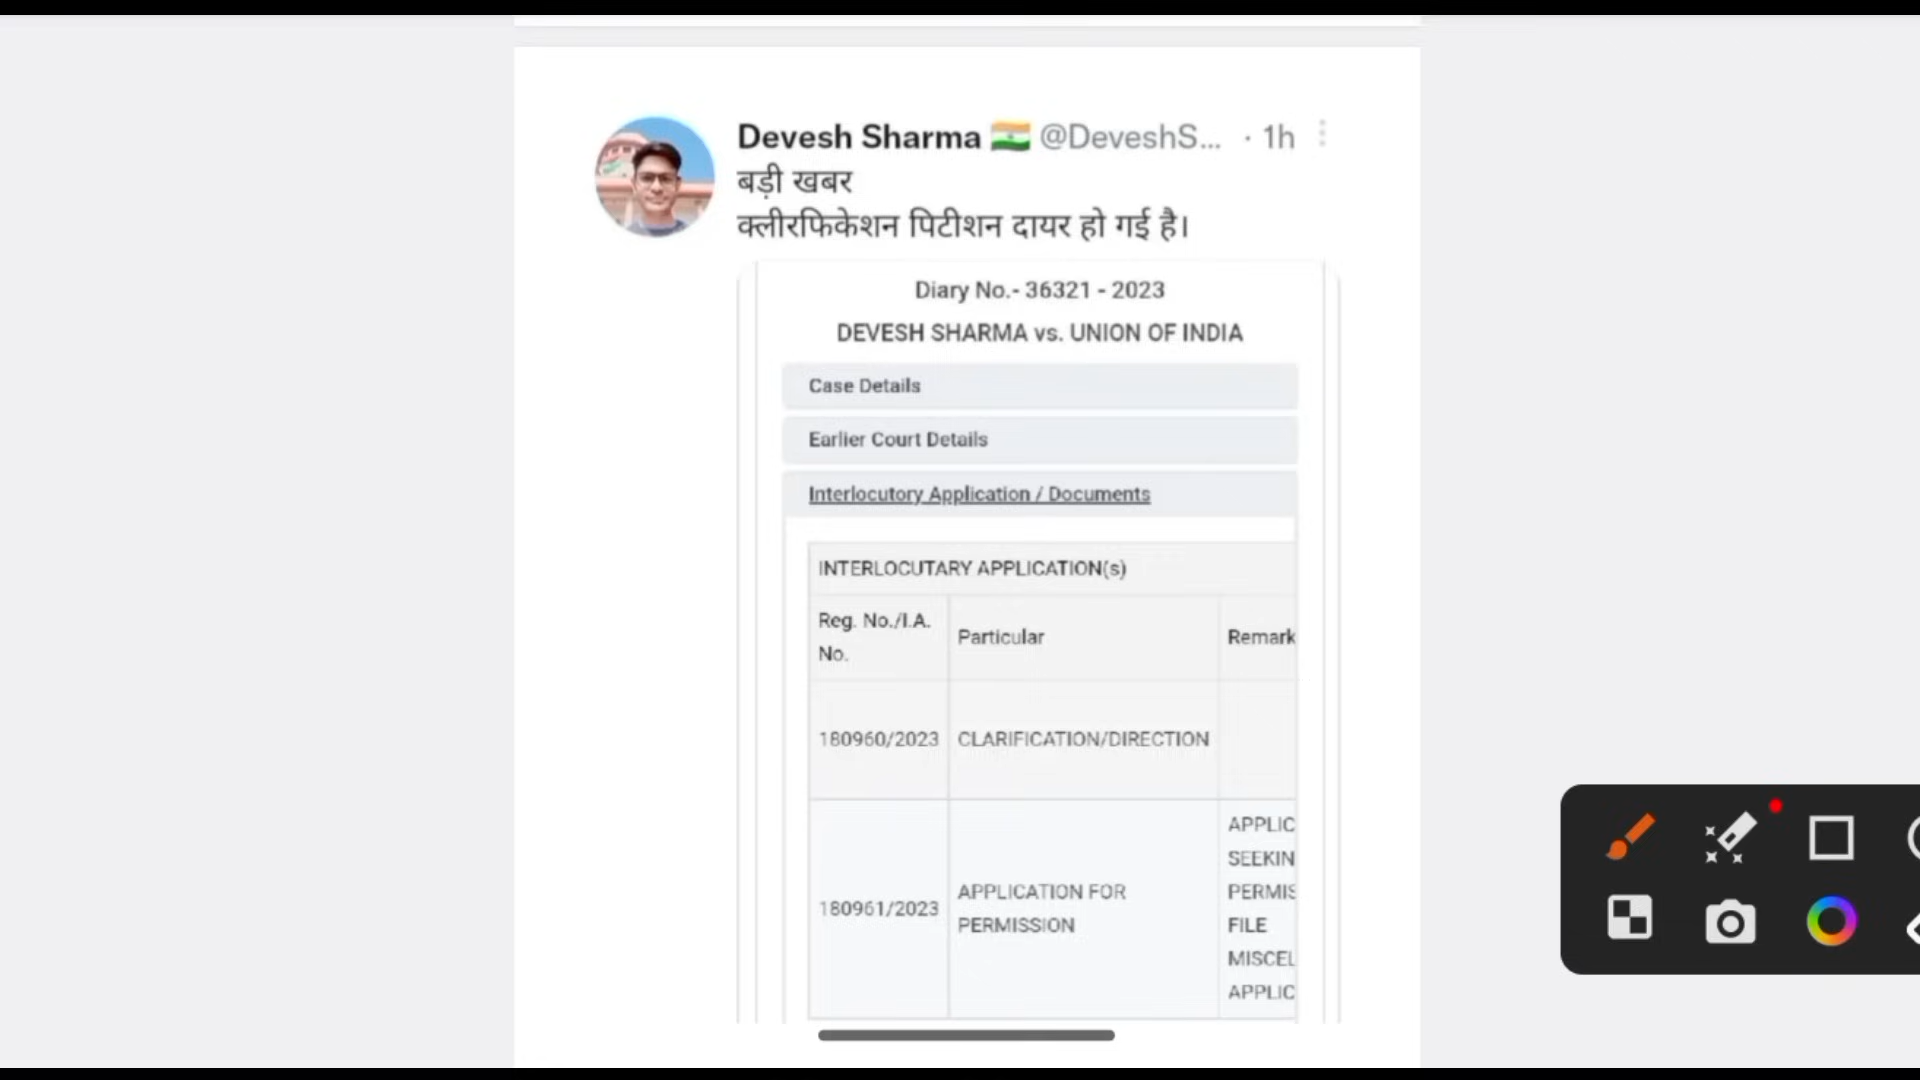 Devesh Sharma 🇮🇳 @DeveshS... · 1h
बड़ी खबर
क्लीरफिकेशन पिटीशन दायर हो गई है।
Diary No.- 36321 - 2023
DEVESH SHARMA vs. UNION OF INDIA
Case Details
Earlier Court Details
Interlocutory Application / Documents
INTERLOCUTARY APPLICATION(s)
Reg. No./I.A. No.
Particular
Remark
180960/2023
CLARIFICATION/DIRECTION
180961/2023
APPLICATION FOR
PERMISSION
APPLIC
SEEKIN
PERMIS
FILE
MISCEL
APPLIC